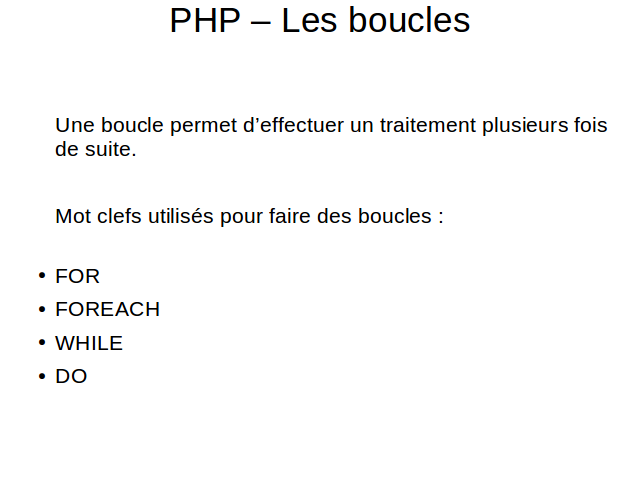 PHP – Les boucles
Une boucle permet d’effectuer un traitement plusieurs fois
de suite.
Mot clefs utilisés pour faire des boucles :
• FOR
• FOREACH
• WHILE
• DO